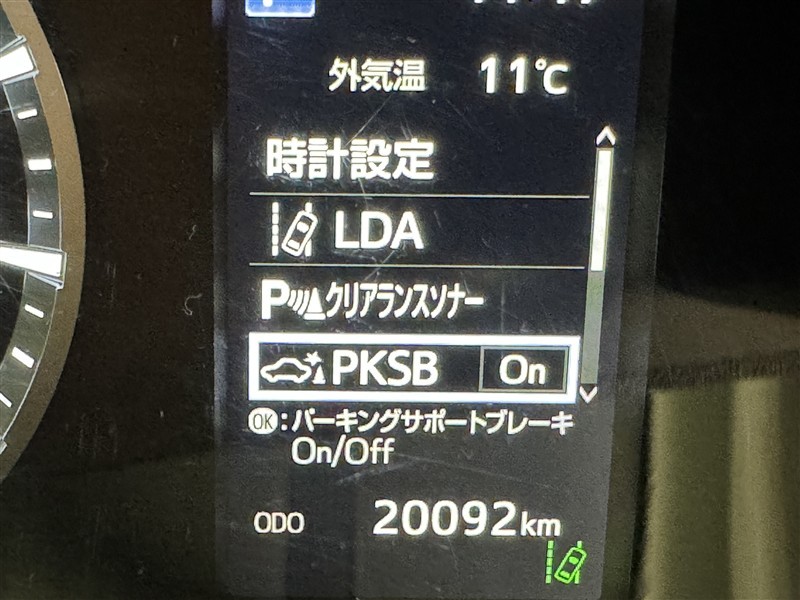 外気温 11℃
時計設定
LDA
Pクリアランスソナー
PKSB On
OK:パーキングサポートブレーキ
On/Off
ODO 20092km